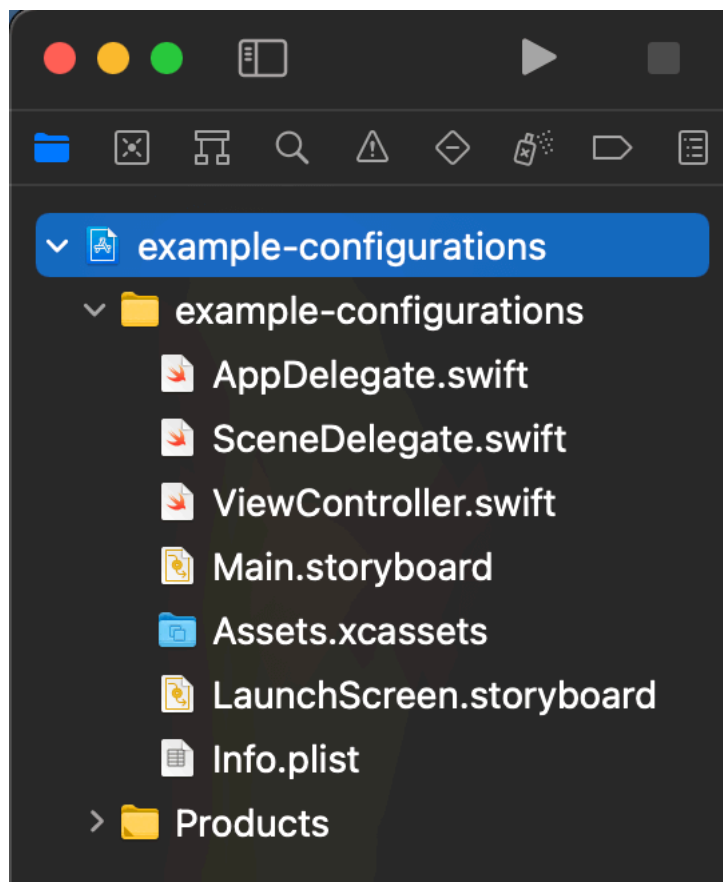 example-configurations
example-configurations
AppDelegate.swift
SceneDelegate.swift
ViewController.swift
Main.storyboard
Assets.xcassets
LaunchScreen.storyboard
Info.plist
Products